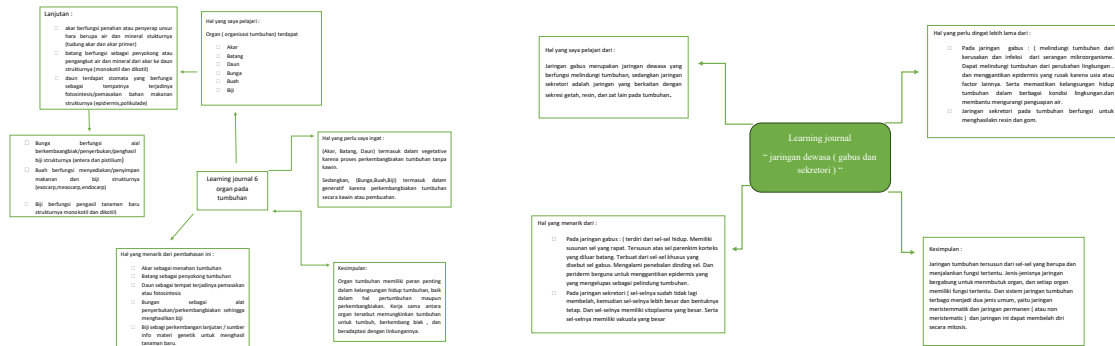 Lanjutan :
akar berfungsi penahan atau penyerap unsur
hara berupa air dan mineral stukturnya
(tudung akar dan akar primer)
batang berfungsi sebagai penyokong atau
pengangkut air dan mineral dari akar ke daun
strukturnya (monokotil dan dikotil)
daun terdapat stomata yang berfungsi
sebagai tempatnya terjadinya
fotosintesis/pemasakan bahan makanan
strukturnya (epidermis,polikulade)
Hal yang saya pelajari :
Organ ( organisasi tumbuhan) terdapat
Akar
Batang
Daun
Bunga
Buah
Biji
Bunga berfungsi alat
berkembaangbiak/penyerbukan/penghasil
biji strukturnya (antera dan pistilium)
Buah berfungsi menyediakan/penyimpan
makanan dan biji strukturnya
(exocarp,mesocarp,endocarp)
Biji berfungsi pengasil tanaman baru
strukturnya monokotil dan dikotil)
Learning journal 6
organ pada
tumbuhan
Hal yang perlu saya ingat :
(Akar, Batang, Daun) termasuk dalam vegetative
karena proses perkembangbiakan tumbuhan tanpa
kawin.
Sedangkan, (Bunga,Buah,Biji) termasuk dalam
generatif karena perkembangbiakan tumbuhan
secara kawin atau pembuahan.
Hal yang menarik dari pembahasan ini :
Akar sebagai menahan tumbuhan
Batang sebagai penyokong tumbuhan
Daun sebagai tempat terjadinya pemasakan
atau fotosintesis
Bungan sebagai alat
penyerbukan/perkembangbiakan sehingga
menghasilkan biji
Biji sebagi perkembangan lanjutan / sumber
info materi genetik untuk menghasil
tanaman baru.
Kesimpulan:
Organ tumbuhan memiliki peran penting
dalam kelangsungan hidup tumbuhan, baik
dalam hal pertumbuhan maupun
perkembangbiakan. Kerja sama antara
organ tersebut memungkinkan tumbuhan
untuk tumbuh, berkembang biak , dan
beradaptasi dengan lingkungannya.
Hal yang saya pelajari dari :
Jaringan gabus merupakan jaringan dewasa yang
berfungsi melindungi tumbuhan, sedangkan jaringan
sekretori adalah jaringan yang berkaitan dengan
sekresi getah, resin, dan zat lain pada tumbuhan.
Hal yang perlu dingat lebih lama dari :
Pada jaringan gabus : ( melindungi tumbuhan dari
kerusakan dan infeksi dari serangan mikroorganisme.
Dapat melindungi tumbuhan dari perubahan lingkungan .
dan menggantikan epidermis yang rusak karena usia atau
factor lainnya. Serta memastikan kelangsungan hidup
tumbuhan dalam berbagai kondisi lingkungan.dan
membantu mengurangi penguapan air.
Jaringan sekretori pada tumbuhan berfungsi untuk
menghasilakn resin dan gom.
Learning journal
“ jaringan dewasa ( gabus dan
sekretori ) “
Hal yang menarik dari :
Pada jaringan gabus : ( terdiri dari sel-sel hidup. Memiliki
susunan sel yang rapat. Tersusun atas parenkim korteks
yang diluar batang. Terbuat dari sel-sel khusus yang
disebut sel gabus. Mengalami penebalan dinding sel. Dan
periderm berguna untuk menggantikan epidermis yang
yang mengelupas sebagai pelindung tumbuhan.
Pada jaringan sekretori ( sel-selnya sudah tidak lagi
membelah, kemudian sel-selnya lebih besar dan bentuknya
tetap. Dan sel-selnya memiliki sitoplasma yang besar. Serta
sel-selnya memiliki vakuola yang besar
Kesimpulan :
Jaringan tumbuhan tersusun dari sel-sel yang berupa dan
menjalankan fungsi tertentu. Jenis-jenisnya jaringan
bergabung untuk menmbutuk organ, dan setiap organ
memiliki fungsi tertentu. Dan sistem jaringan tumbuhan
terbago menjadi dua jenis umum, yaitu jaringan
meristemmatik dan jaringan permanen ( atau non
meristematic ) dan jaringan ini dapat membelah diri
secara mitosis.